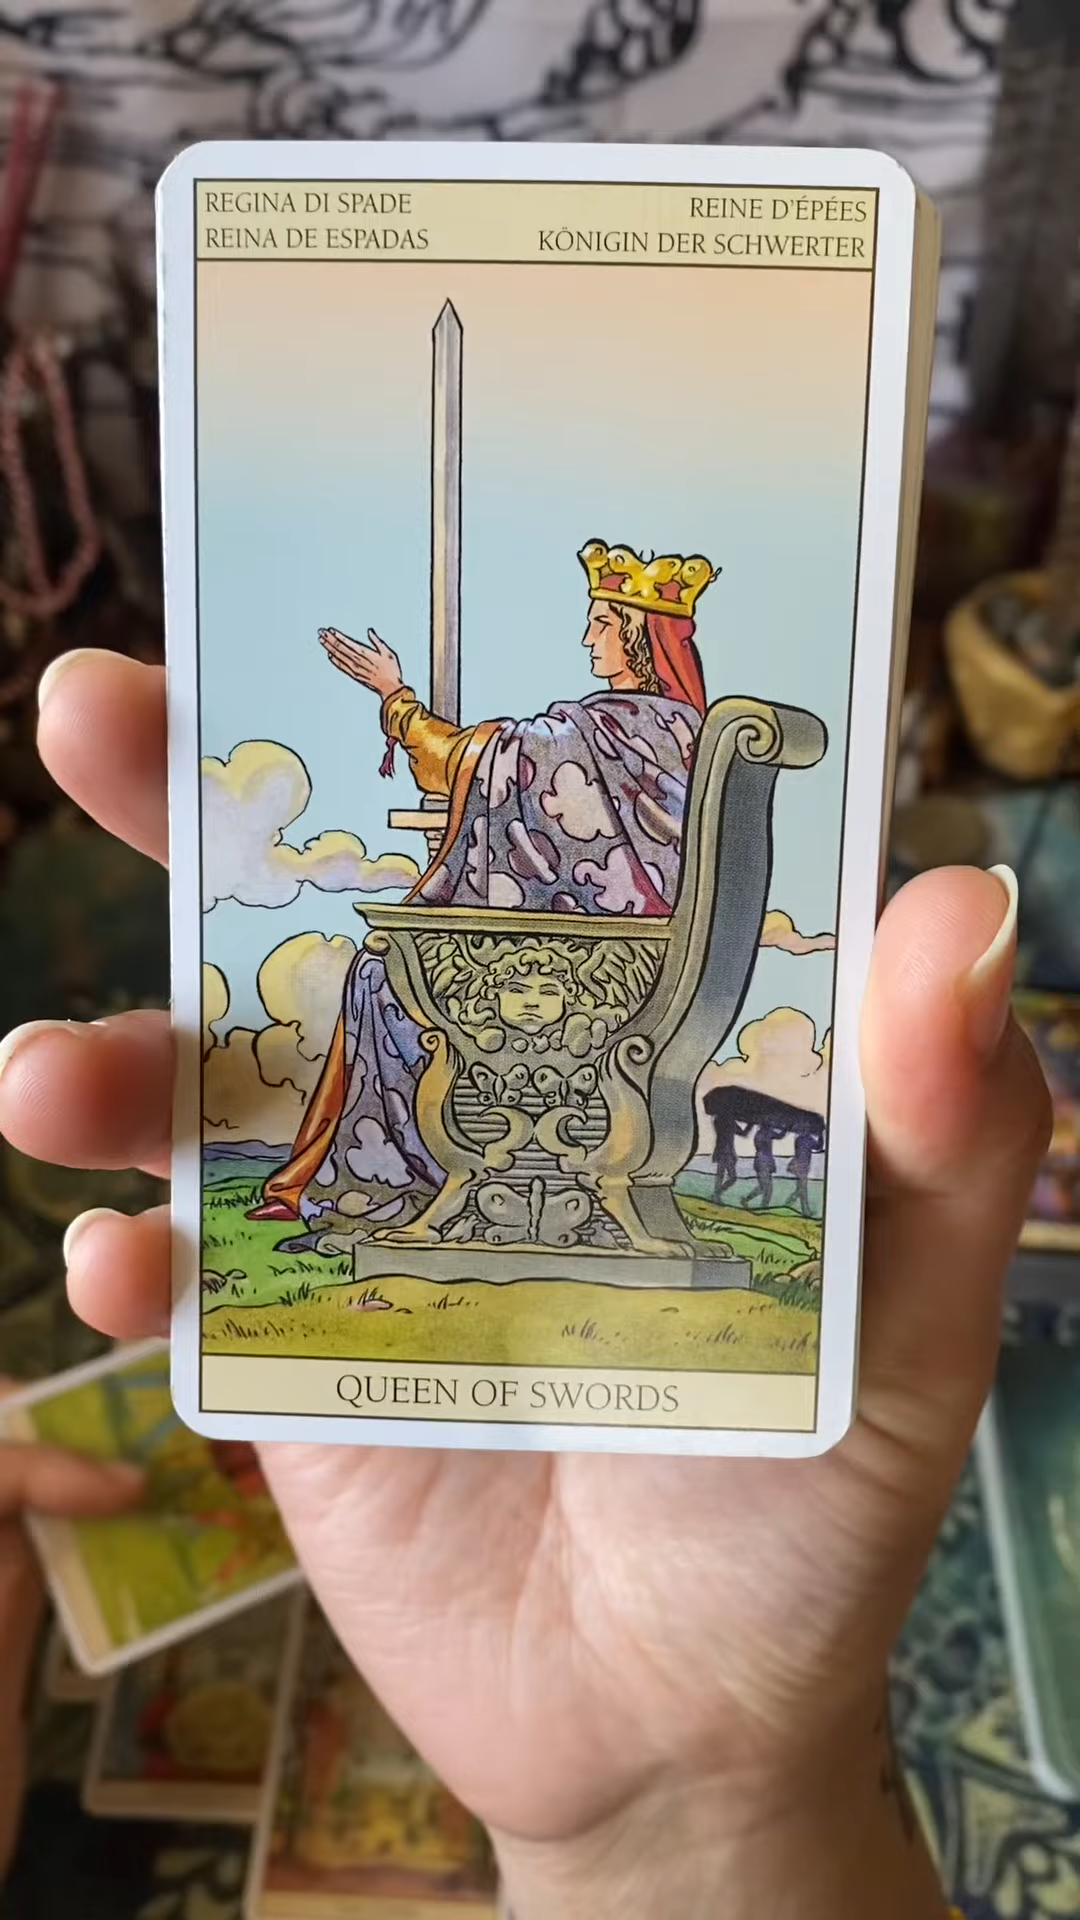 REGINA DI SPADE
REINA DE ESPADAS
REINE D'ÉPÉES
KÖNIGIN DER SCHWERTER
QUEEN OF SWORDS